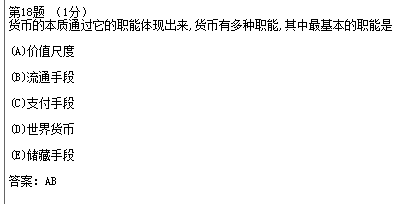 第18题 (1分)
货币的本质通过它的职能体现出来,货币有多种职能,其中最基本的职能是
(A)价值尺度
(B)流通手段
(C)支付手段
(D)世界货币
(E)储藏手段
答案: AB